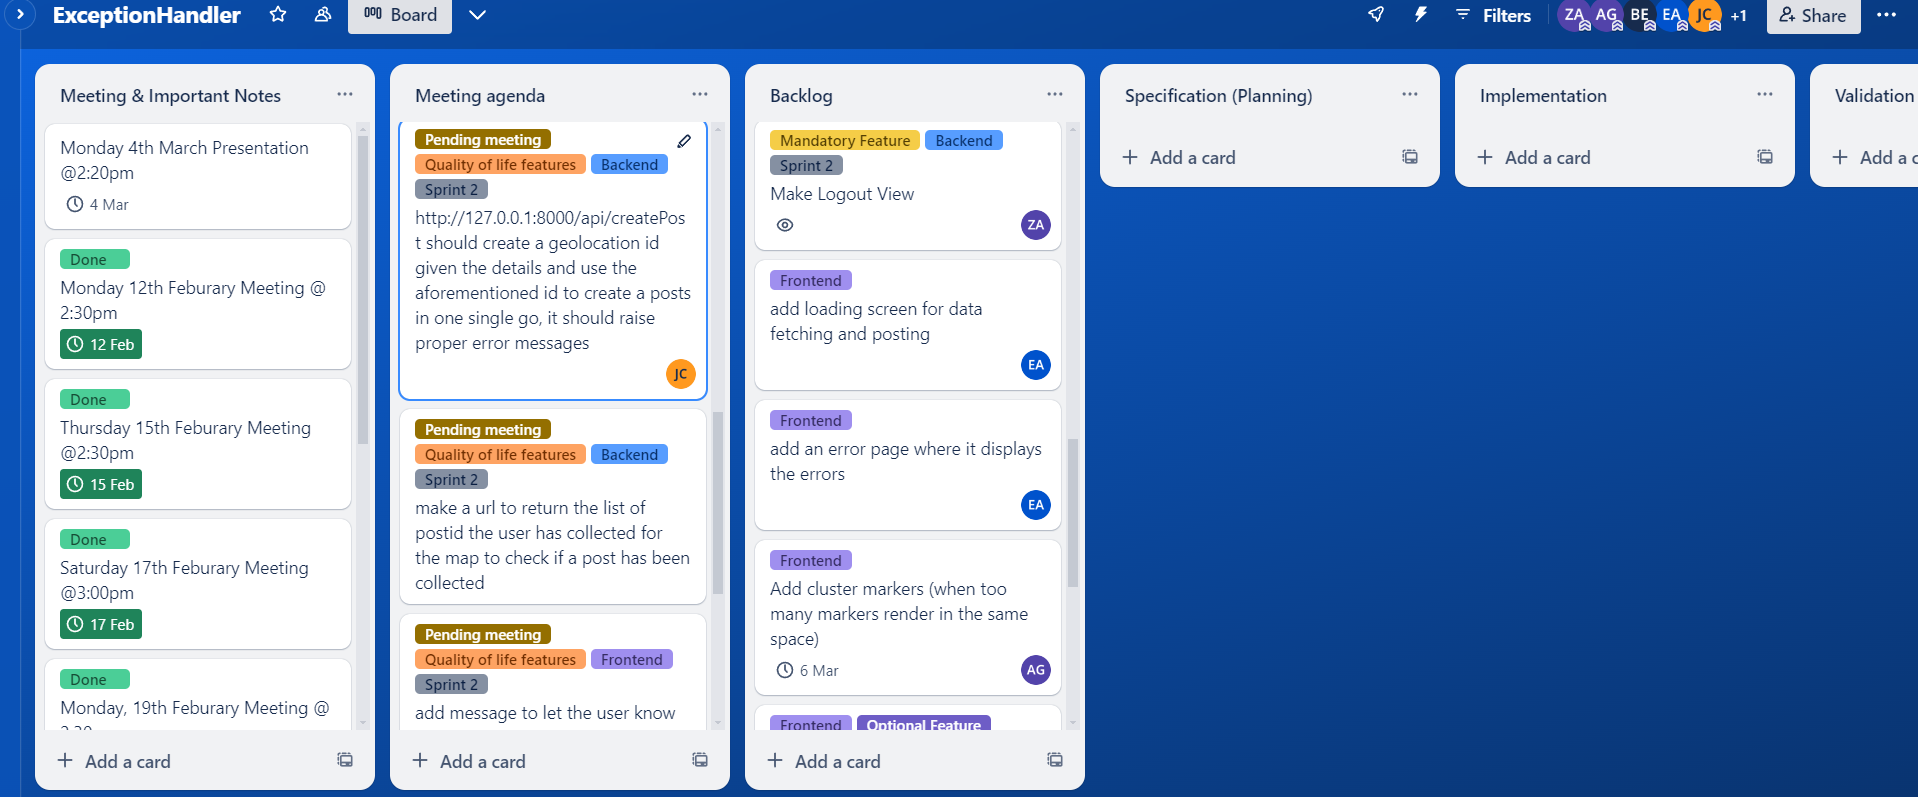 ExceptionHandler
Board
Filters
ZA
AG
BE
EA
JC
+1
Share
Meeting & Important Notes
Monday 4th March Presentation
@2:20pm
4 Mar
Done
Monday 12th Feburary Meeting @
2:30pm
12 Feb
Done
Thursday 15th Feburary Meeting
@2:30pm
15 Feb
Done
Saturday 17th Feburary Meeting
@3:00pm
17 Feb
Done
Monday, 19th Feburary Meeting @
Add a card
Meeting agenda
Pending meeting
Quality of life features
Backend
Sprint 2
http://127.0.0.1:8000/api/createPos
t should create a geolocation id
given the details and use the
aforementioned id to create a posts
in one single go, it should raise
proper error messages
JC
Pending meeting
Quality of life features
Backend
Sprint 2
make a url to return the list of
postid the user has collected for
the map to check if a post has been
collected
Pending meeting
Quality of life features
Frontend
Sprint 2
add message to let the user know
Add a card
Backlog
Mandatory Feature
Backend
Sprint 2
Make Logout View
ZA
Frontend
add loading screen for data
fetching and posting
EA
Frontend
add an error page where it displays
the errors
EA
Frontend
Add cluster markers (when too
many markers render in the same
space)
6 Mar
AG
Frontend
Optional Feature
Add a card
Specification (Planning)
Add a card
Implementation
Add a card
Validation
Add a c